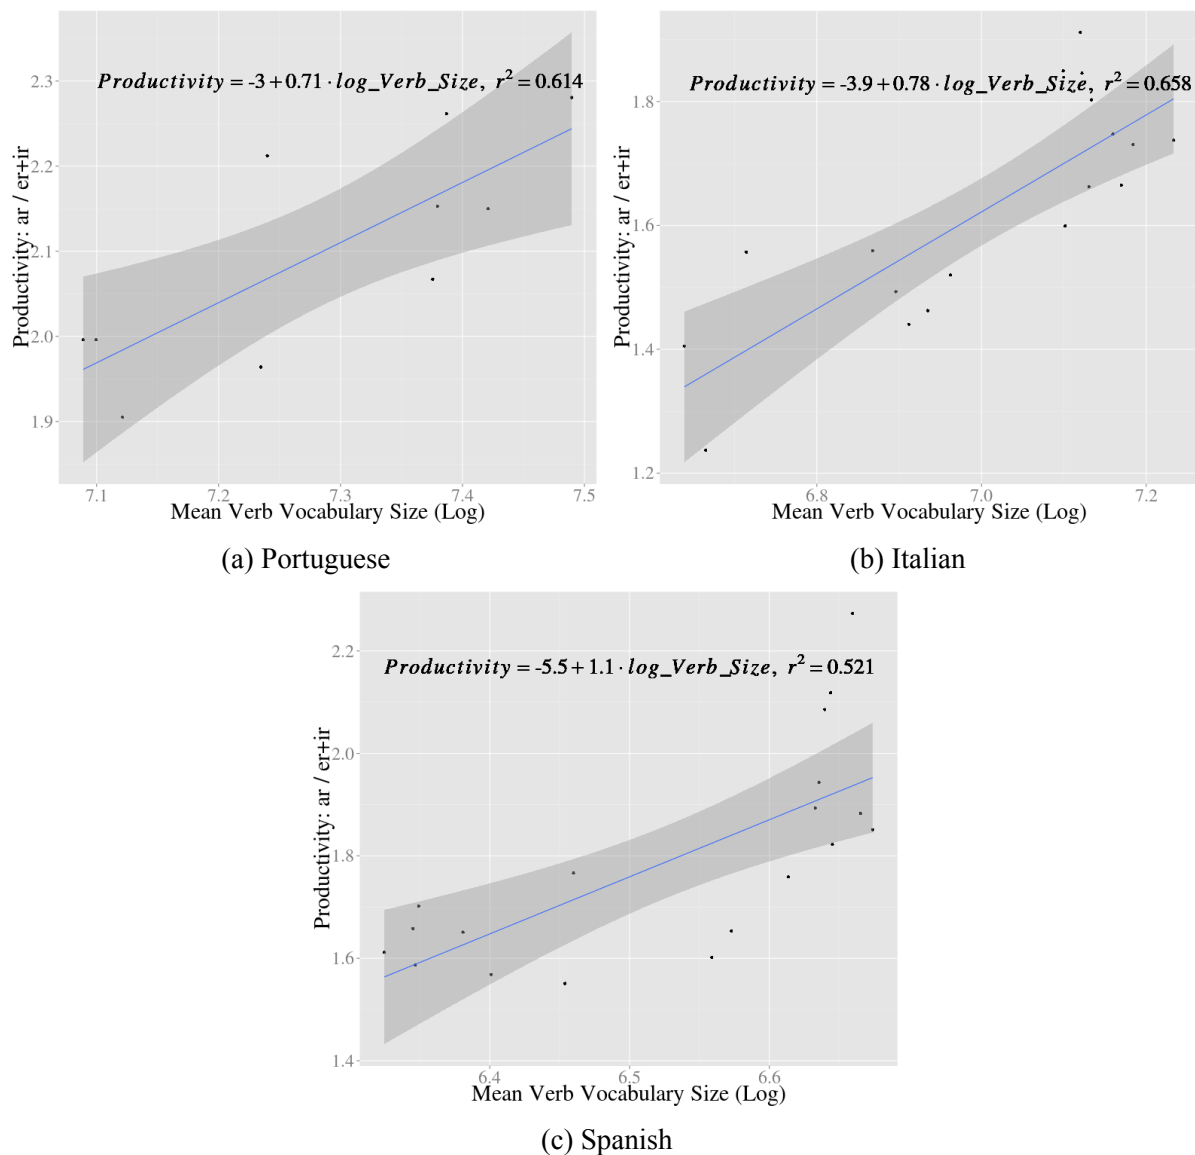 Productivity = -3 + 0.71 · log_Verb_Size, r² = 0.614
Productivity: ar / er+ir
2.3
2.2
2.1
2.0
1.9
7.1 7.2 7.3 7.4 7.5
Mean Verb Vocabulary Size (Log)
(a) Portuguese
Productivity = -3.9 + 0.78 · log_Verb_Size, r² = 0.658
Productivity: ar / er+ir
1.8
1.6
1.4
1.2
6.8 7.0 7.2
Mean Verb Vocabulary Size (Log)
(b) Italian
Productivity = -5.5 + 1.1 · log_Verb_Size, r² = 0.521
Productivity: ar / er+ir
2.2
2.0
1.8
1.6
1.4
6.4 6.5 6.6
Mean Verb Vocabulary Size (Log)
(c) Spanish